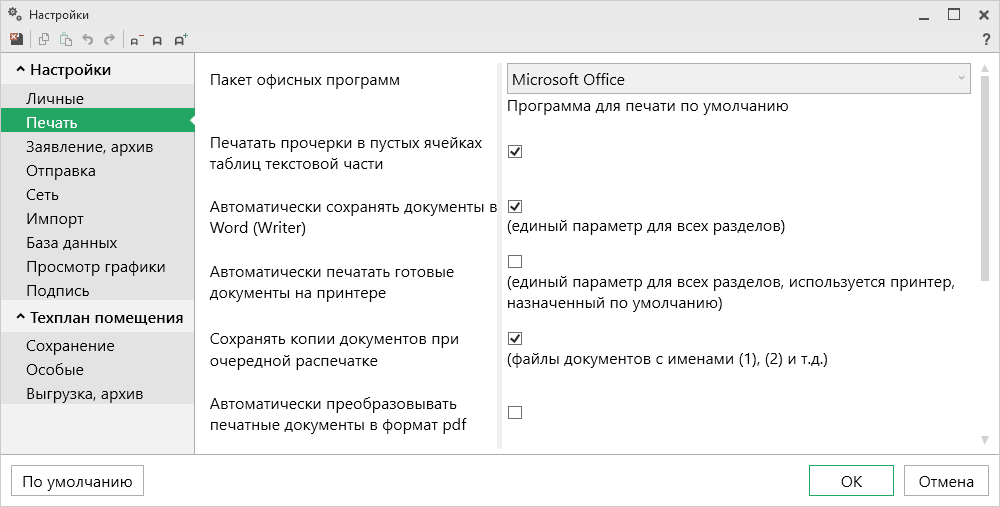 Настройки
?
Настройки
Личные
Печать
Заявление, архив
Отправка
Сеть
Импорт
База данных
Просмотр графики
Подпись
Техплан помещения
Сохранение
Особые
Выгрузка, архив
Пакет офисных программ
Microsoft Office
Программа для печати по умолчанию
Печатать прочерки в пустых ячейках
таблиц текстовой части
Автоматически сохранять документы в
Word (Writer)
(единый параметр для всех разделов)
Автоматически печатать готовые
документы на принтере
(единый параметр для всех разделов, используется принтер,
назначенный по умолчанию)
Сохранять копии документов при
очередной распечатке
(файлы документов с именами (1), (2) и т.д.)
Автоматически преобразовывать
печатные документы в формат pdf
По умолчанию
ОК
Отмена